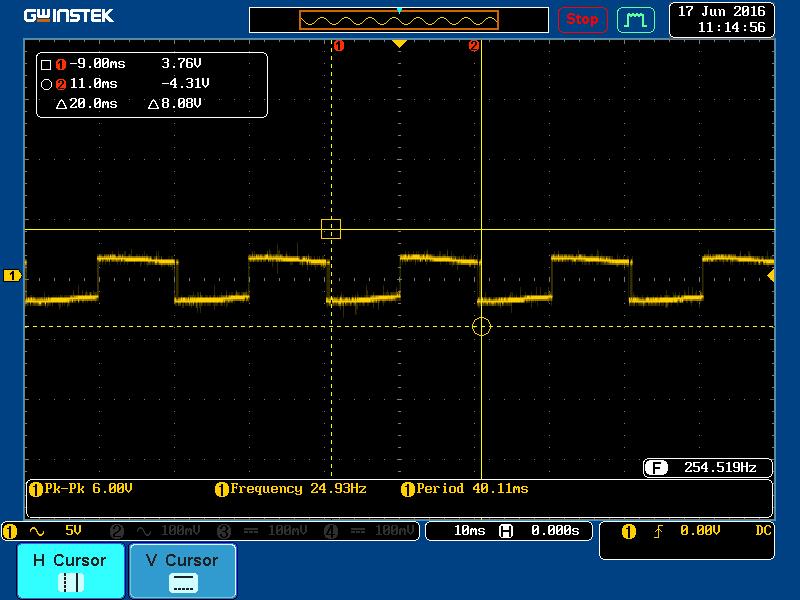 GWINSTEK
Stop
17 Jun 2016
11:14:56
1 2
1 -9.00ms 3.76V
2 11.0ms -4.31V
△20.0ms △8.08V
1
F 254.519Hz
1 Pk-Pk 6.00V 1 Frequency 24.93Hz 1 Period 40.11ms
1 5V 2 100mV 3 100mV 4 100mV 10ms H 0.000s 1 0.00V DC
H Cursor V Cursor